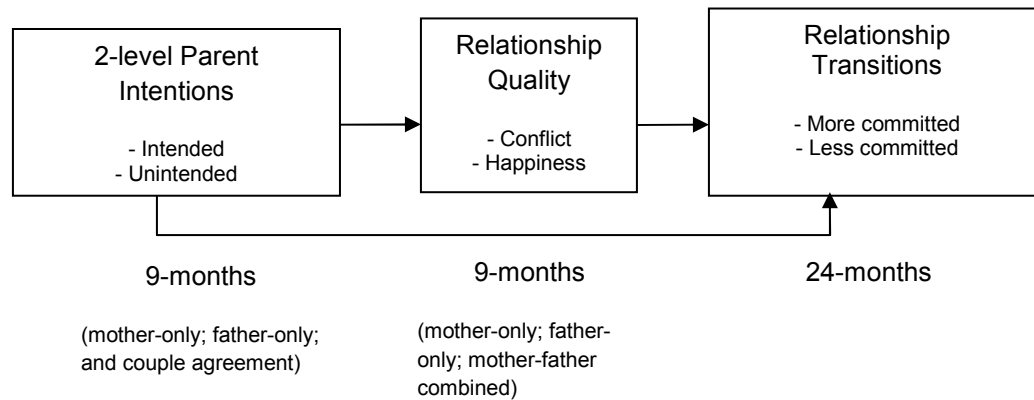 2-level Parent
Intentions
- Intended
- Unintended
Relationship
Quality
- Conflict
- Happiness
Relationship
Transitions
- More committed
- Less committed
9-months
(mother-only; father-only;
and couple agreement)
9-months
(mother-only; father-
only; mother-father
combined)
24-months